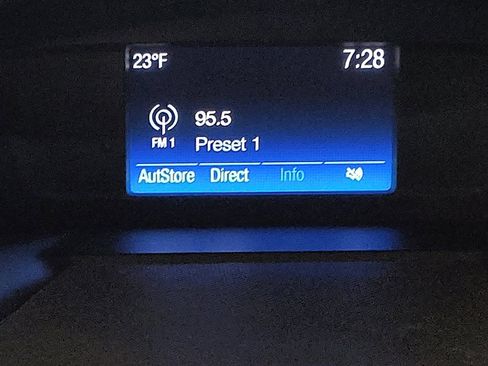 23°F 7:28
95.5
FM 1 Preset 1
AutStore Direct Info